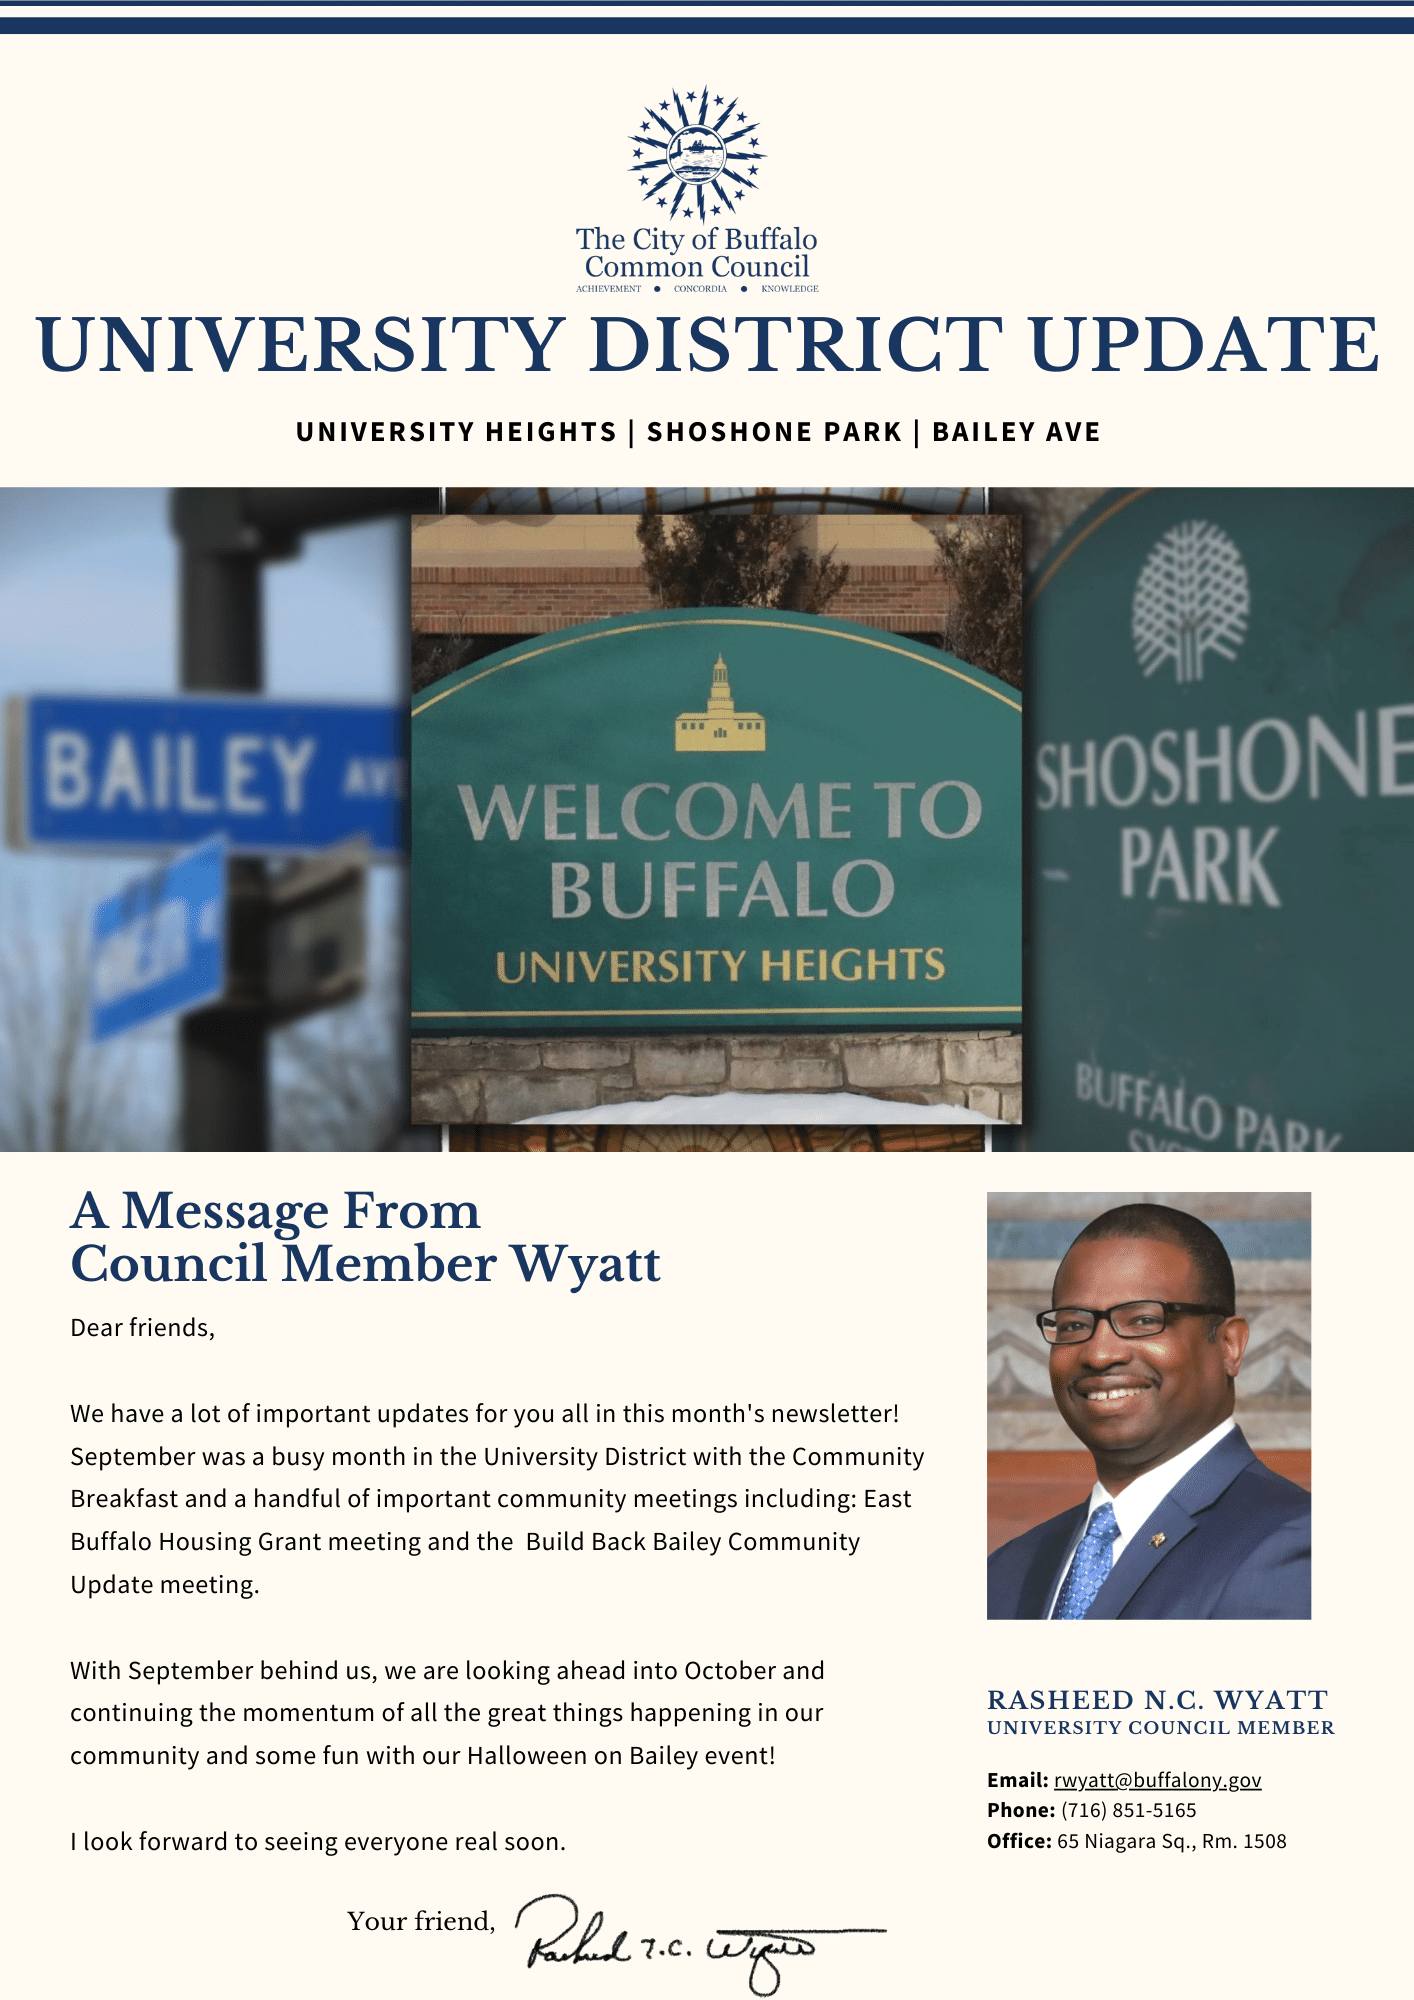 The City of Buffalo
Common Council
ACHIEVEMENT • CONCORDIA • KNOWLEDGE
UNIVERSITY DISTRICT UPDATE
UNIVERSITY HEIGHTS | SHOSHONE PARK | BAILEY AVE
BAILEY AVE
WELCOME TO
BUFFALO
UNIVERSITY HEIGHTS
SHOSHONE
PARK
BUFFALO PARK
A Message From
Council Member Wyatt
Dear friends,
We have a lot of important updates for you all in this month's newsletter!
September was a busy month in the University District with the Community
Breakfast and a handful of important community meetings including: East
Buffalo Housing Grant meeting and the  Build Back Bailey Community
Update meeting.
With September behind us, we are looking ahead into October and
continuing the momentum of all the great things happening in our
community and some fun with our Halloween on Bailey event!
I look forward to seeing everyone real soon.
Your friend,
RASHEED N.C. WYATT
UNIVERSITY COUNCIL MEMBER
Email: rwyatt@buffalony.gov
Phone: (716) 851-5165
Office: 65 Niagara Sq., Rm. 1508